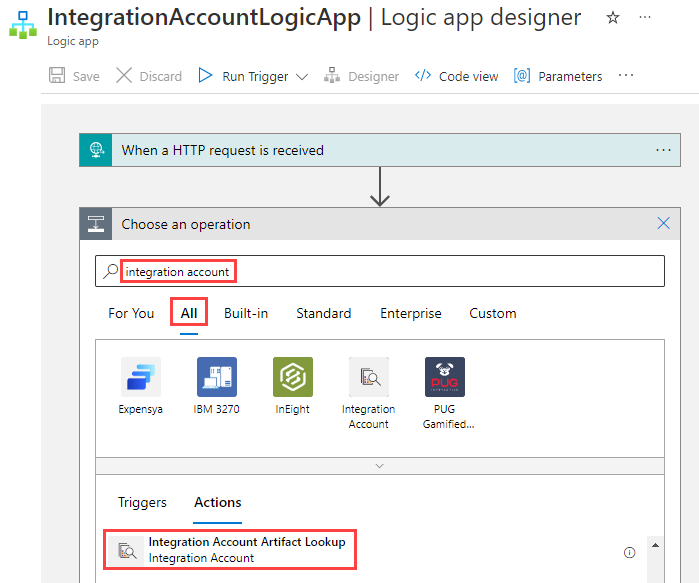 IntegrationAccountLogicApp | Logic app designer
Logic app
Save Discard Run Trigger Designer Code view Parameters
When a HTTP request is received
Choose an operation
integration account
For You All Built-in Standard Enterprise Custom
Expensya IBM 3270 InEight Integration Account PUG Gamified...
Triggers Actions
Integration Account Artifact Lookup
Integration Account